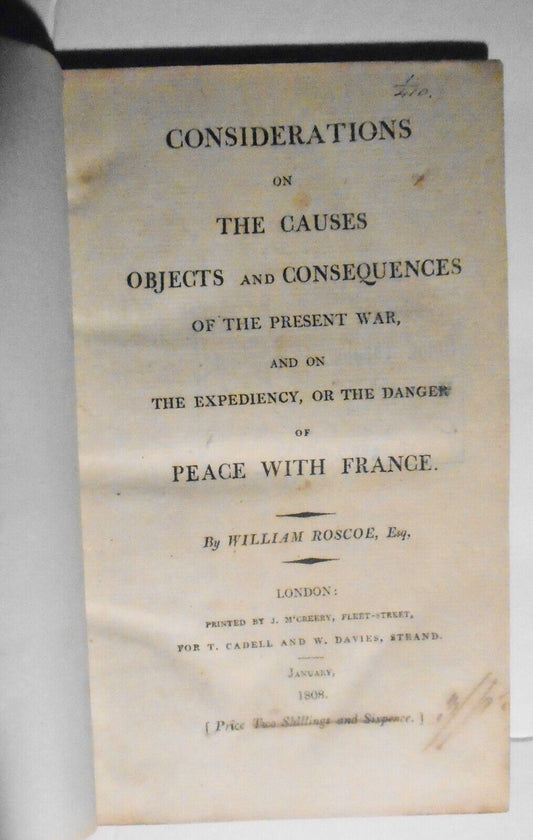 CONSIDERATIONS
ON
THE CAUSES
OBJECTS AND CONSEQUENCES
OF THE PRESENT WAR,
AND ON
THE EXPEDIENCY, OR THE DANGER
OF
PEACE WITH FRANCE.
By WILLIAM ROSCOE, Esq.
LONDON:
PRINTED BY J. M'CREERY, FLEET-STREET,
FOR T. CADELL AND W. DAVIES, STRAND.
JANUARY,
1808.
[ Price Two Shillings and Sixpence. ]